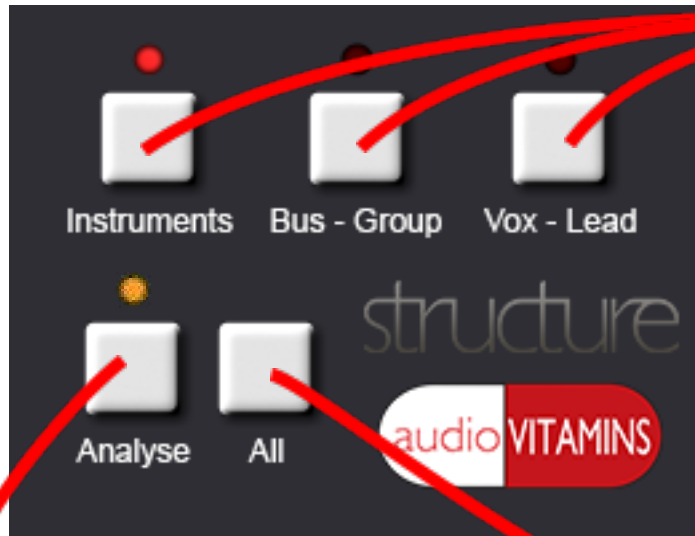 Instruments Bus - Group Vox - Lead
structure
Analyse All
audio VITAMINS